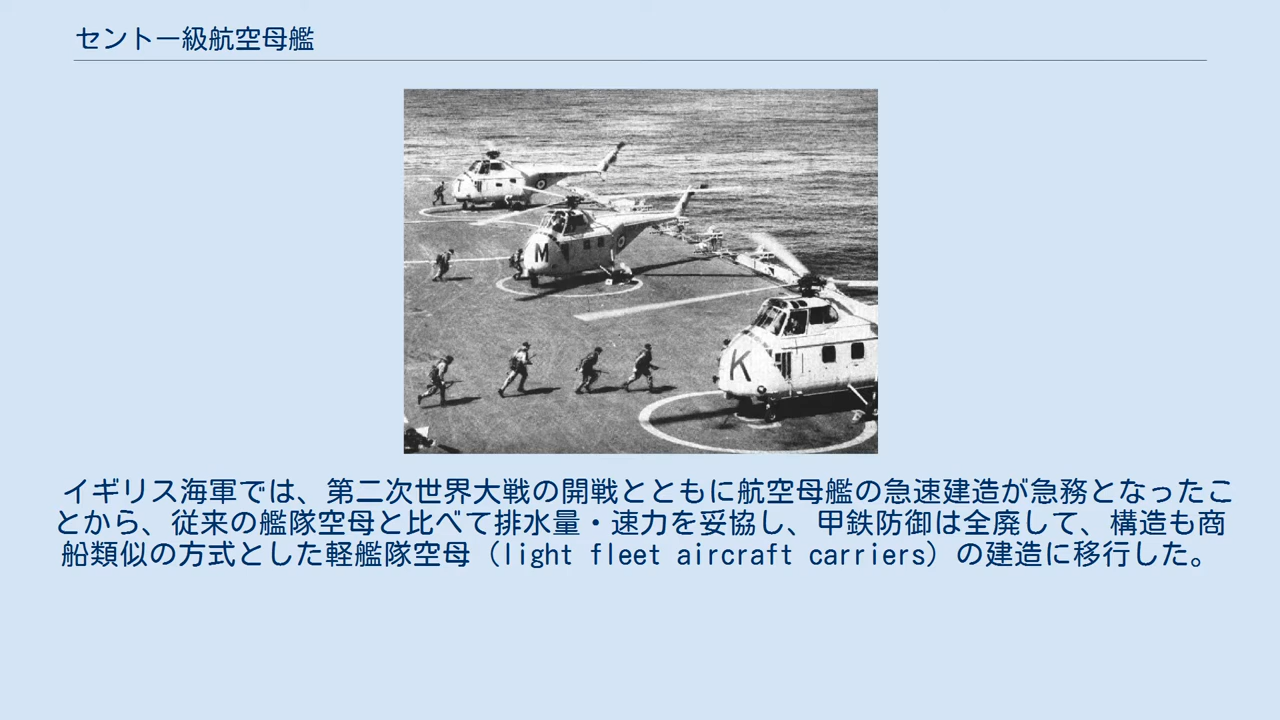 セントー級航空母艦
M
K
イギリス海軍では、第二次世界大戦の開戦とともに航空母艦の急速建造が急務となったこ
とから、従来の艦隊空母と比べて排水量・速力を妥協し、甲鉄防御は全廃して、構造も商
船類似の方式とした軽艦隊空母（light fleet aircraft carriers）の建造に移行した。